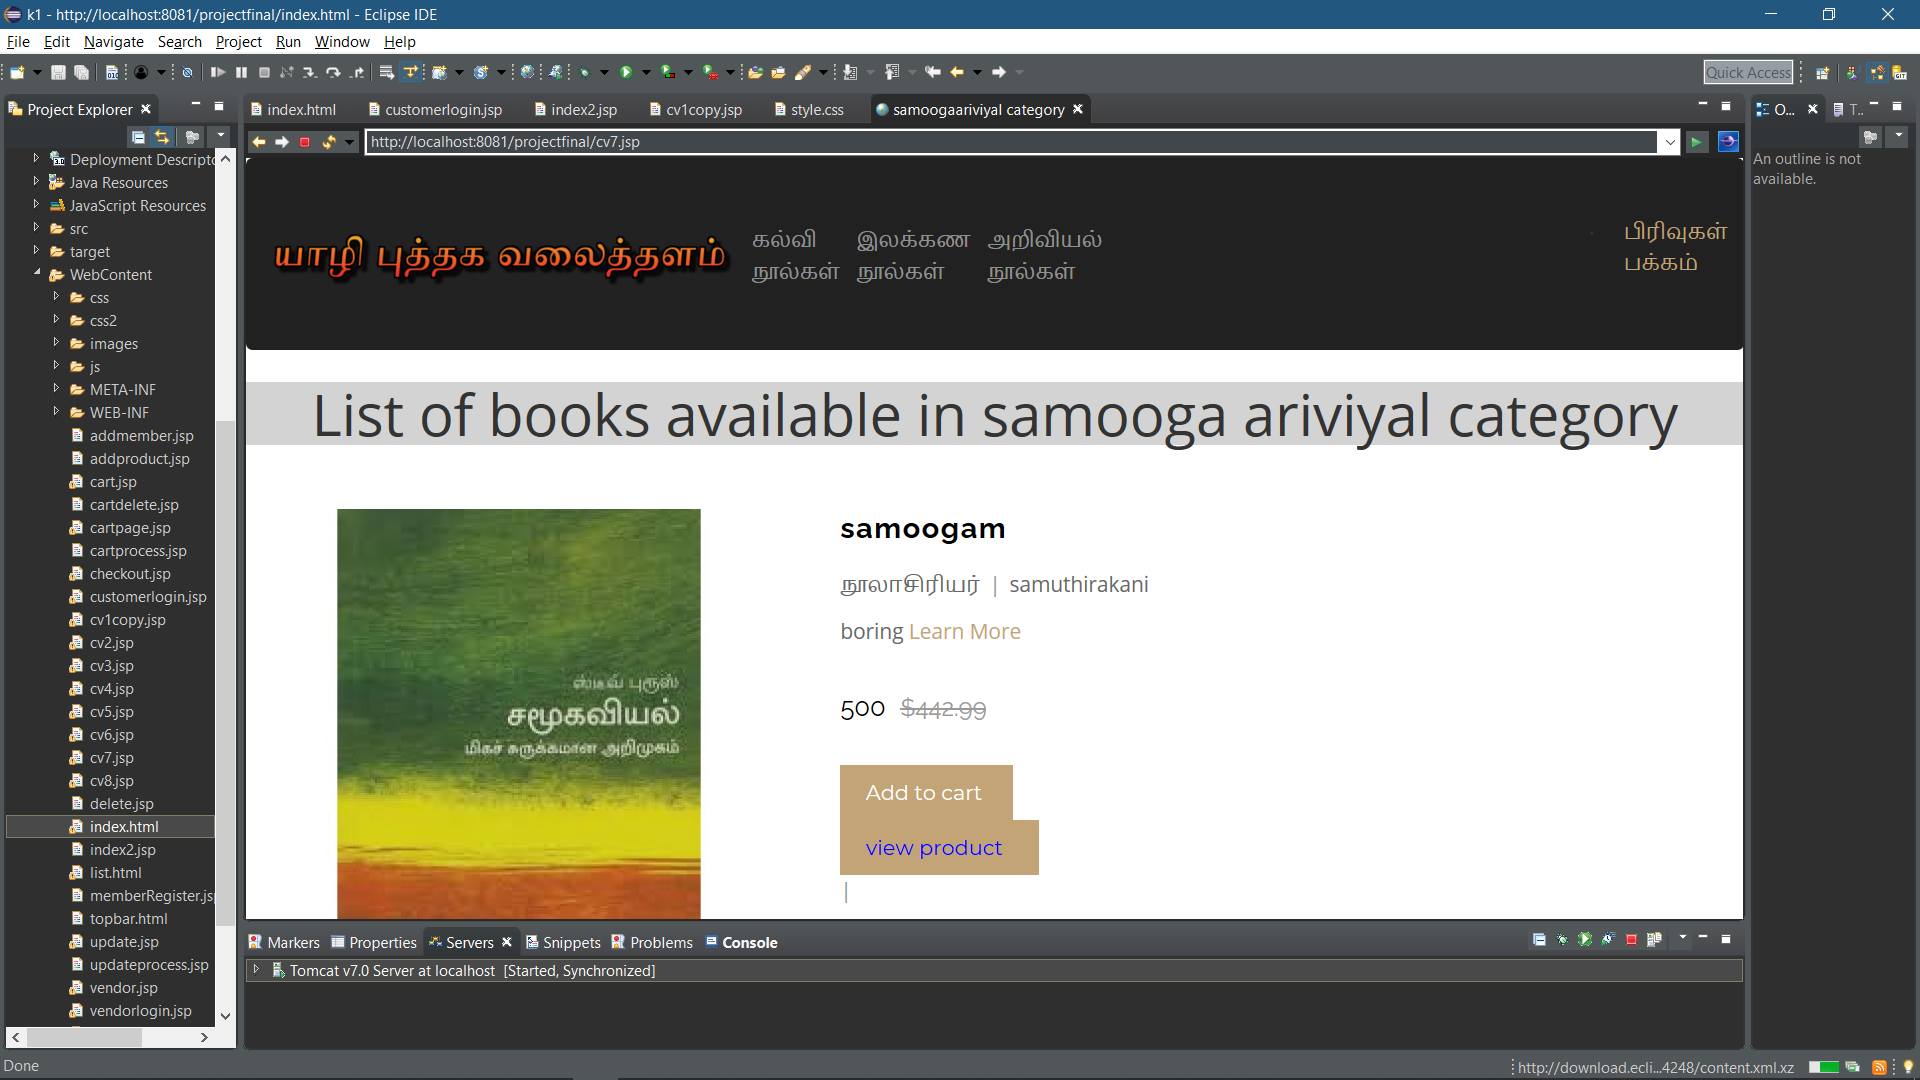 k1 - http://localhost:8081/projectfinal/index.html - Eclipse IDE
File Edit Navigate Search Project Run Window Help
Quick Access
Project Explorer
index.html customerlogin.jsp index2.jsp cv1copy.jsp style.css samoogaariviyal category
O... T..
http://localhost:8081/projectfinal/cv7.jsp
Deployment Descripto
Java Resources
JavaScript Resources
src
target
WebContent
css
css2
images
js
META-INF
WEB-INF
addmember.jsp
addproduct.jsp
cart.jsp
cartdelete.jsp
cartpage.jsp
cartprocess.jsp
checkout.jsp
customerlogin.jsp
cv1copy.jsp
cv2.jsp
cv3.jsp
cv4.jsp
cv5.jsp
cv6.jsp
cv7.jsp
cv8.jsp
delete.jsp
index.html
index2.jsp
list.html
memberRegister.jsp
topbar.html
update.jsp
updateprocess.jsp
vendor.jsp
vendorlogin.jsp
யாழி புத்தக வலைத்தளம்
கல்வி நூல்கள்
இலக்கண நூல்கள்
அறிவியல் நூல்கள்
பிரிவுகள் பக்கம்
List of books available in samooga ariviyal category
ஸ்டீவ் புரூஸ்
சமூகவியல்
மிகச் சுருக்கமான அறிமுகம்
samoogam
நூலாசிரியர் | samuthirakani
boring Learn More
500 $442.99
Add to cart
view product
|
An outline is not
available.
Markers Properties Servers Snippets Problems Console
Tomcat v7.0 Server at localhost [Started, Synchronized]
Done
http://download.ecli...4248/content.xml.xz